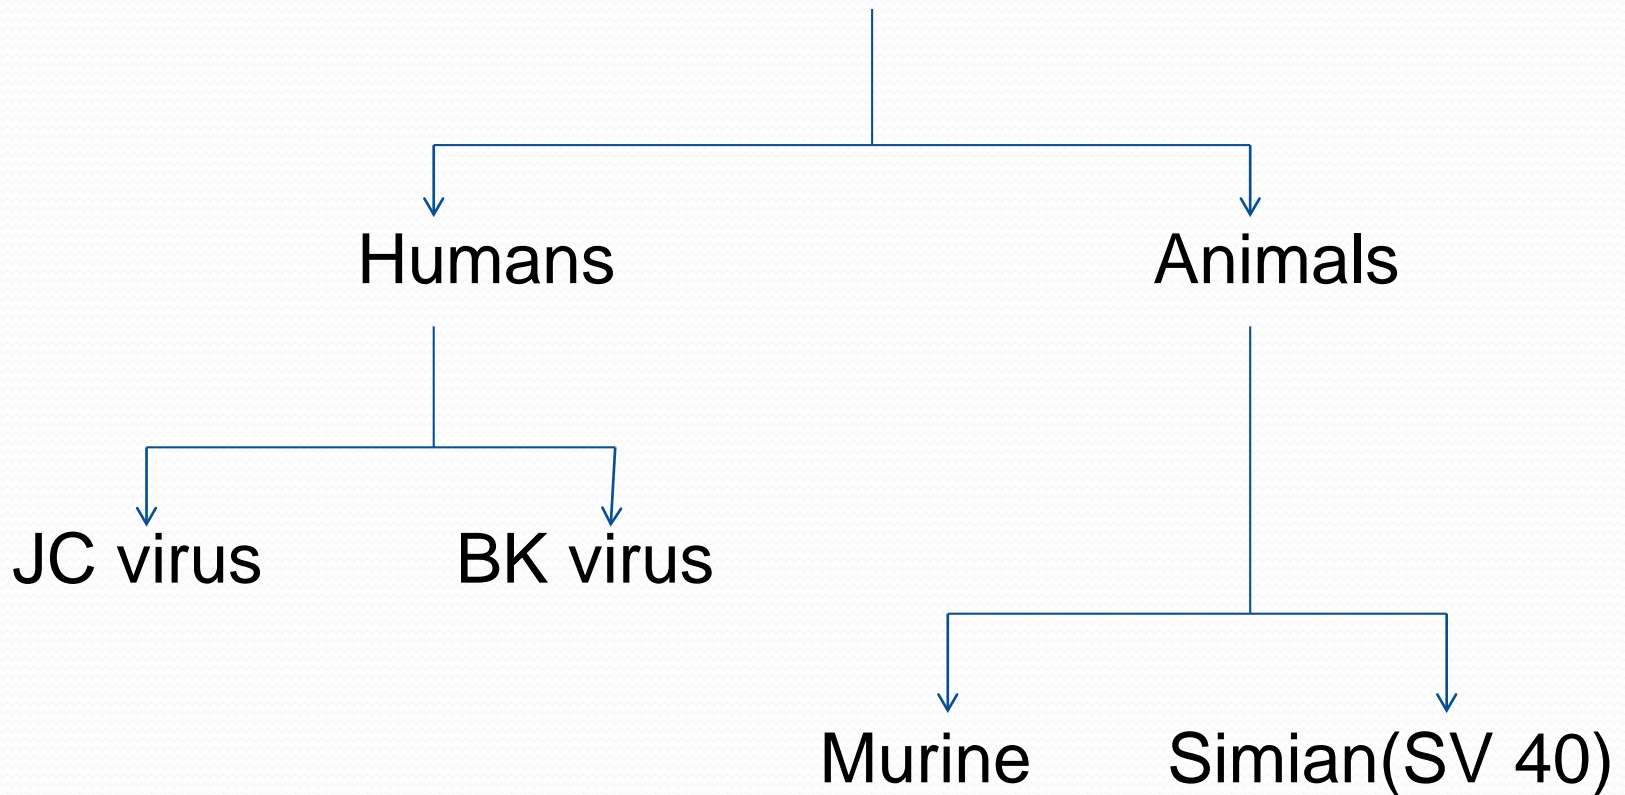 Humans
Animals
JC virus
BK virus
Murine
Simian(SV 40)